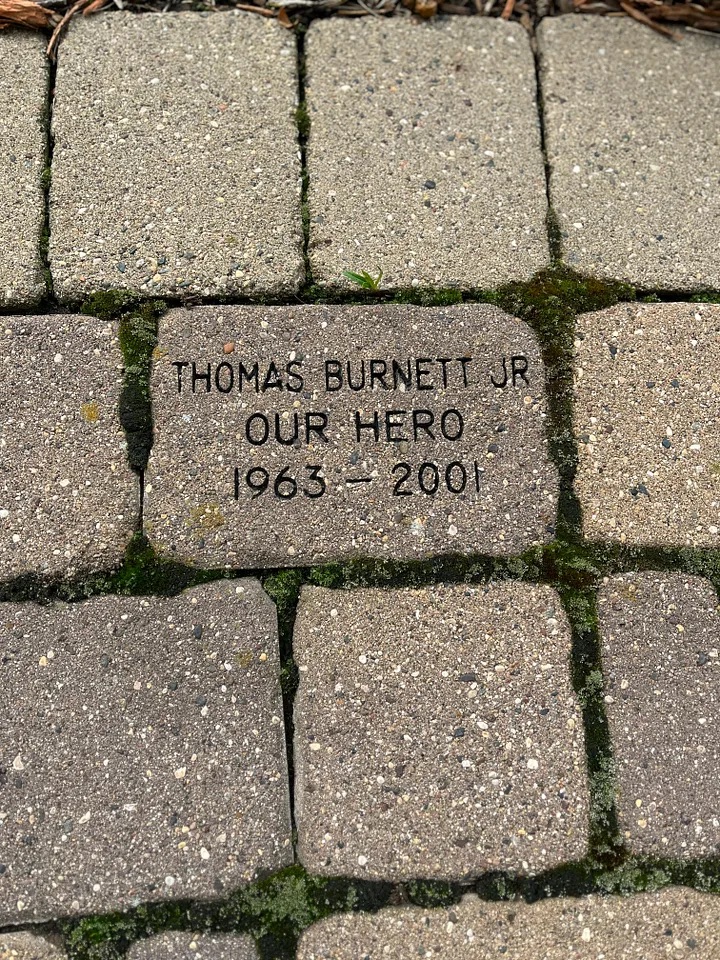 THOMAS BURNETT JR
OUR HERO
1963 – 2001